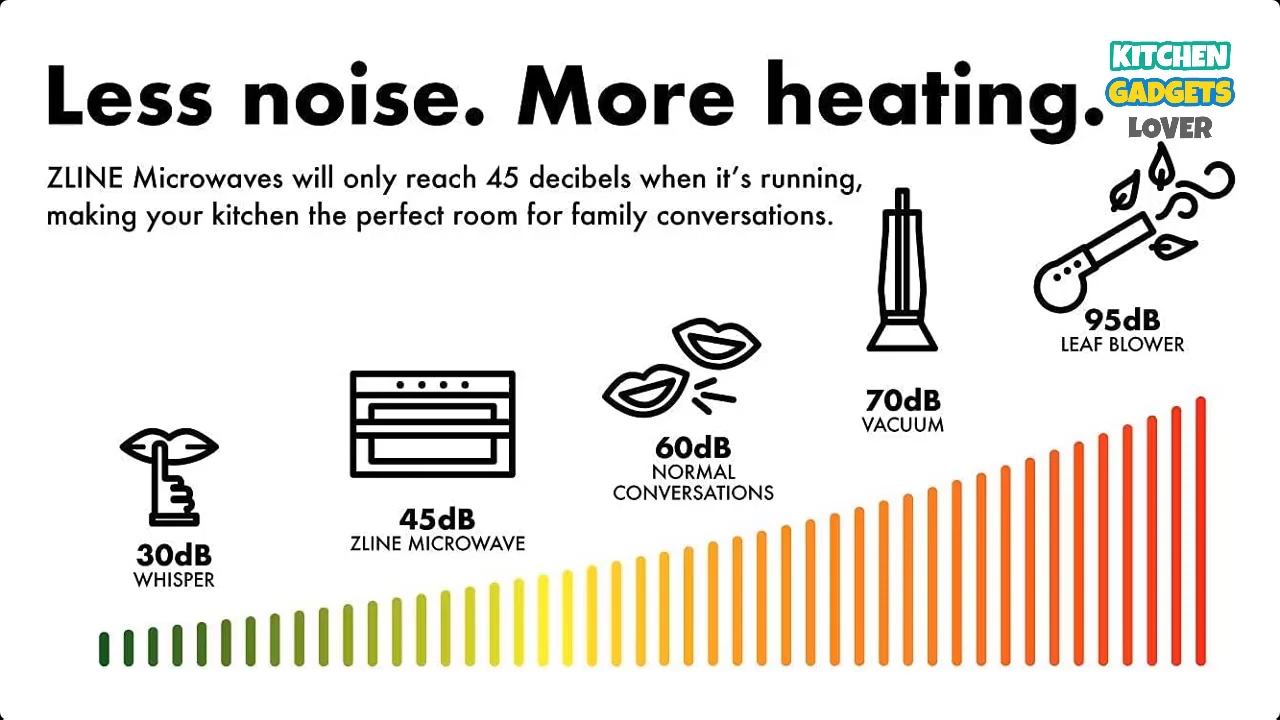 Less noise. More heating.
KITCHEN
GADGETS
LOVER
ZLINE Microwaves will only reach 45 decibels when it's running,
making your kitchen the perfect room for family conversations.
30dB
WHISPER
45dB
ZLINE MICROWAVE
60dB
NORMAL
CONVERSATIONS
70dB
VACUUM
95dB
LEAF BLOWER